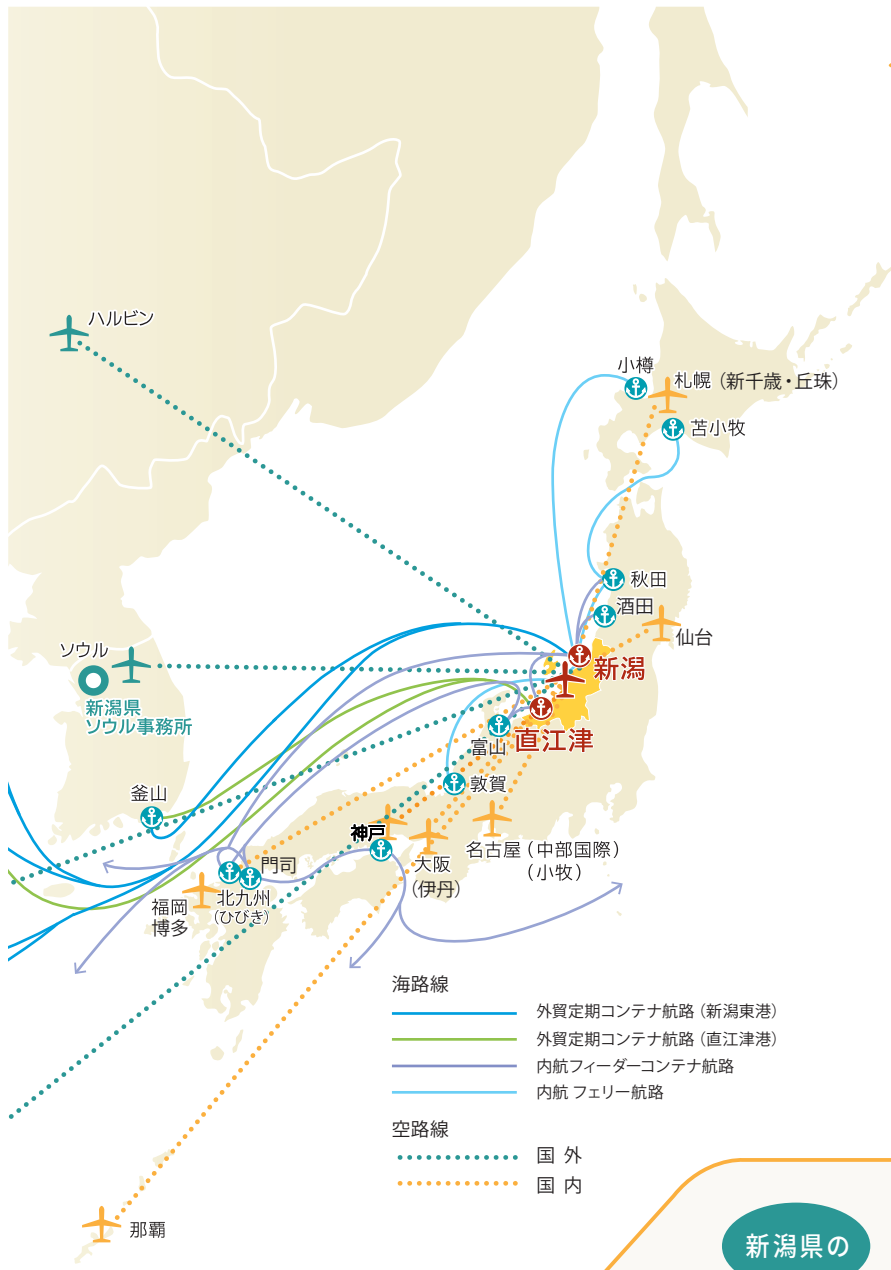 ハルビン
小樽
札幌（新千歳・丘珠）
苫小牧
秋田
酒田
仙台
ソウル
新潟
新潟県
ソウル事務所
直江津
富山
敦賀
釜山
神戸
大阪
（伊丹）
名古屋（中部国際）
（小牧）
門司
北九州
（ひびき）
福岡
博多
海路線
外貿定期コンテナ航路（新潟東港）
外貿定期コンテナ航路（直江津港）
内航フィーダーコンテナ航路
内航 フェリー航路
空路線
国 外
国 内
那覇
新潟県の